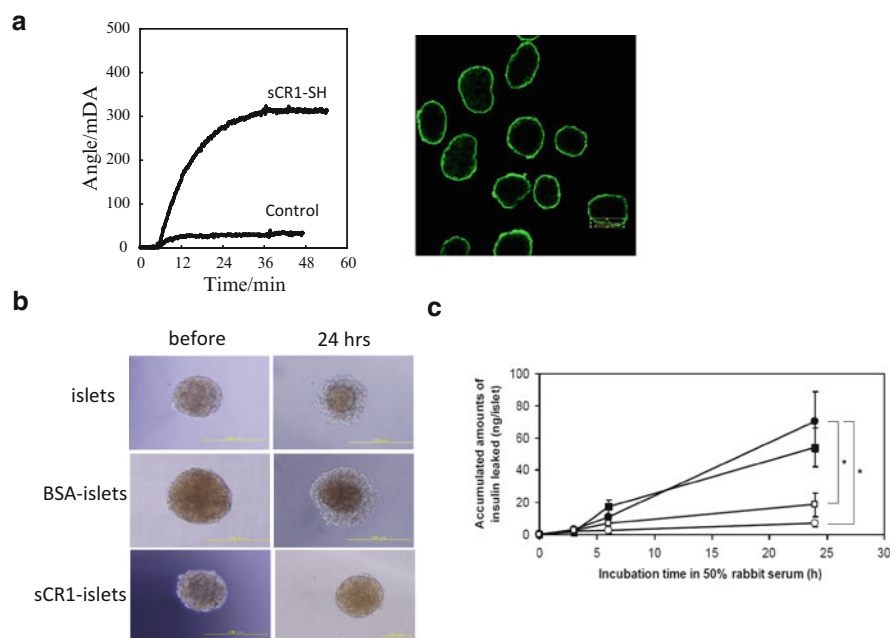 a
500
400
300
200
100
0
Angle/mDA
sCR1-SH
Control
0 12 24 36 48 60
Time/min
b
before 24 hrs
islets
BSA-islets
sCR1-islets
c
Accumulated amounts of
insulin leaked (ng/islet)
100
80
60
40
20
0
* *
0 5 10 15 20 25 30
Incubation time in 50% rabbit serum (h)